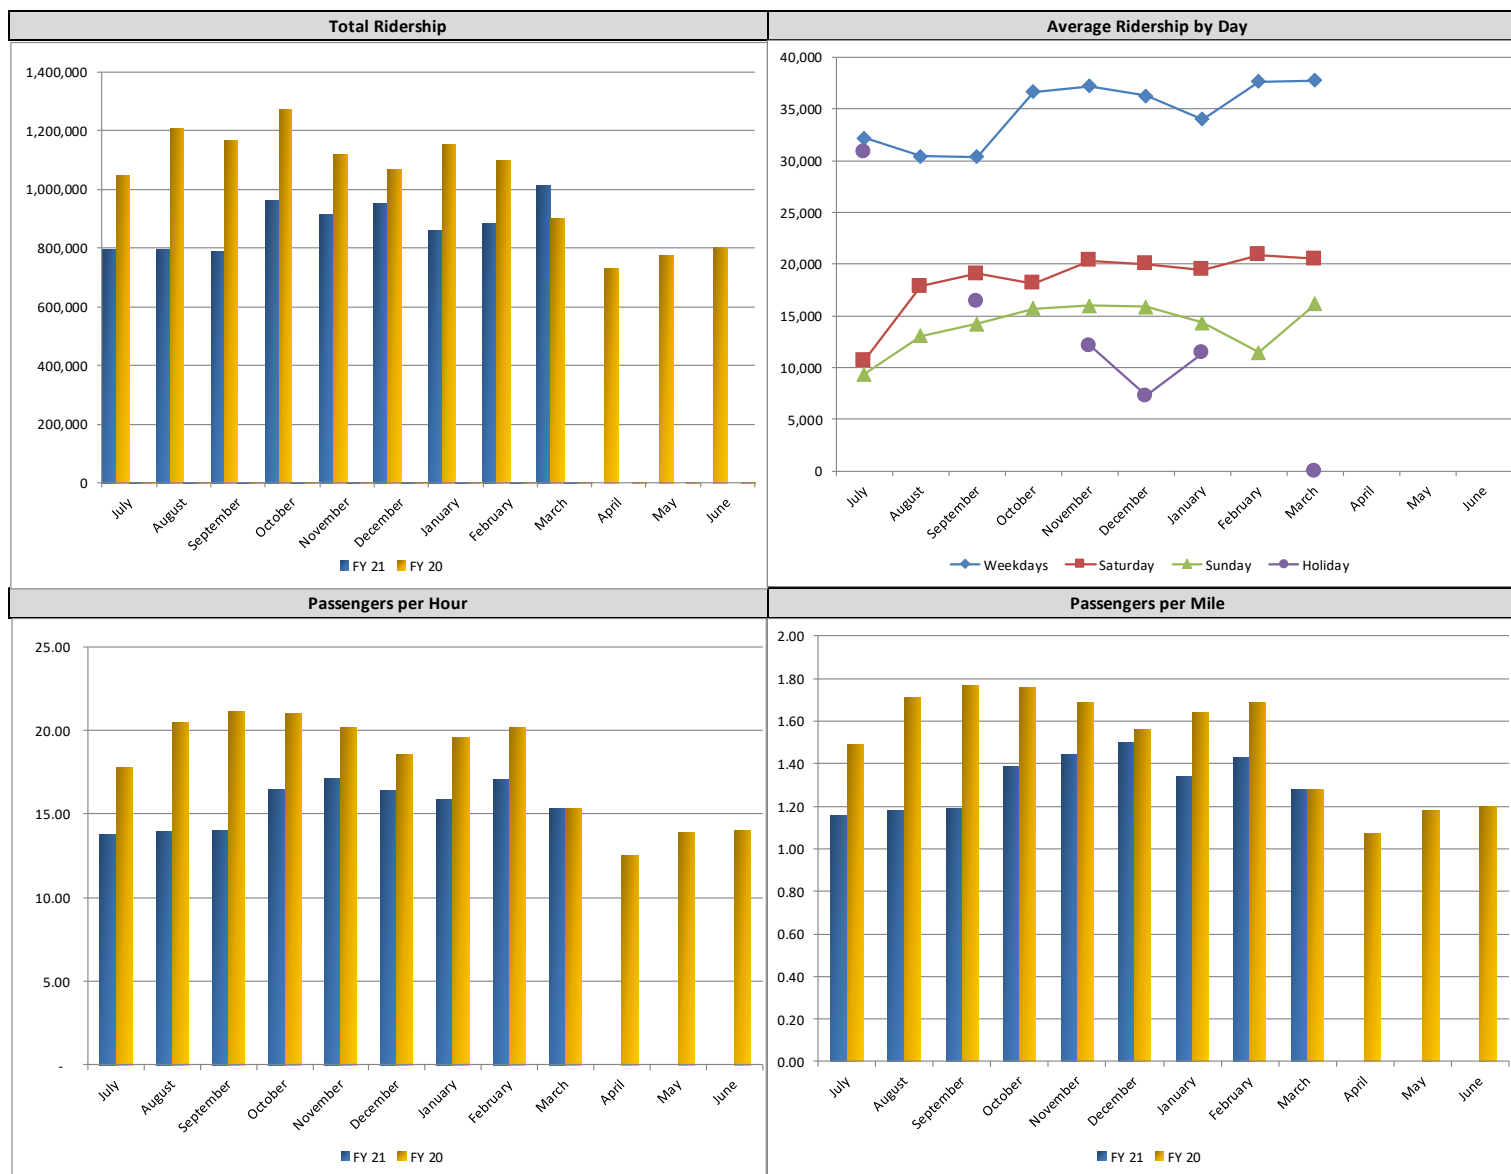 Total Ridership
1,400,000
1,200,000
1,000,000
800,000
600,000
400,000
200,000
0
July
August
September
October
November
December
January
February
March
April
May
June
FY 21
FY 20
Average Ridership by Day
40,000
35,000
30,000
25,000
20,000
15,000
10,000
5,000
0
July
August
September
October
November
December
January
February
March
April
May
June
Weekdays
Saturday
Sunday
Holiday
Passengers per Hour
25.00
20.00
15.00
10.00
5.00
-
July
August
September
October
November
December
January
February
March
April
May
June
FY 21
FY 20
Passengers per Mile
2.00
1.80
1.60
1.40
1.20
1.00
0.80
0.60
0.40
0.20
0.00
July
August
September
October
November
December
January
February
March
April
May
June
FY 21
FY 20